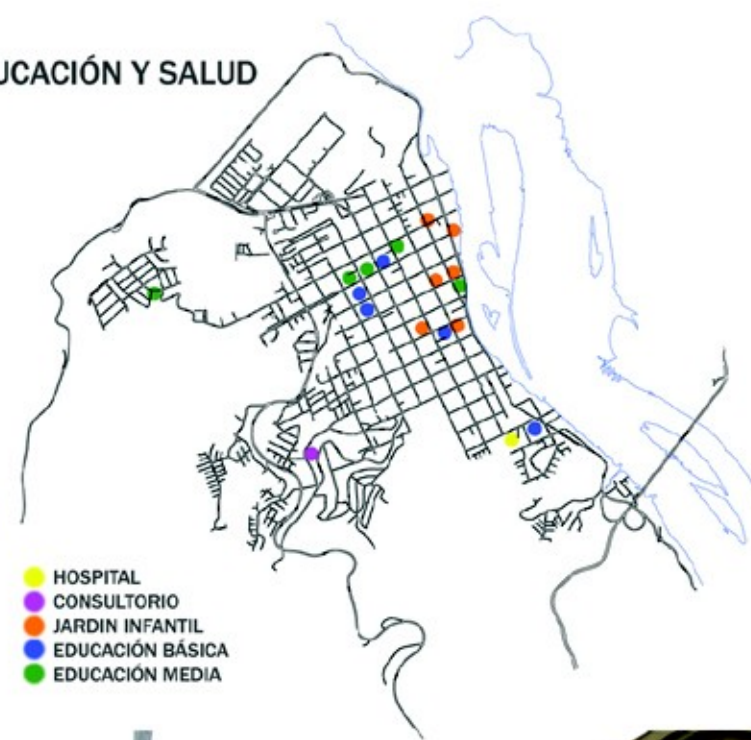 UCACIÓN Y SALUD
HOSPITAL
CONSULTORIO
JARDIN INFANTIL
EDUCACIÓN BÁSICA
EDUCACIÓN MEDIA